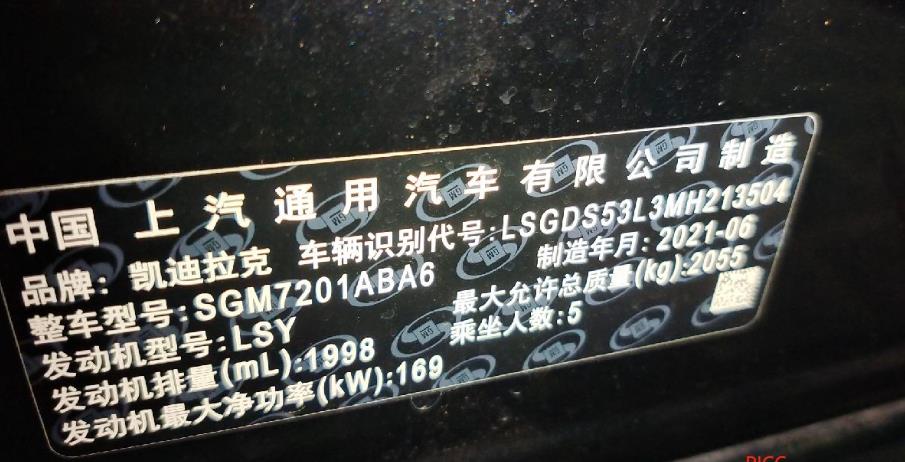 中国 上汽通用汽车有限公司制造
品牌: 凯迪拉克 车辆识别代号:LSGDS53L3MH213504
整车型号:SGM7201ABA6 制造年月: 2021-06
发动机型号:LSY 最大允许总质量(kg):2055
发动机排量(mL):1998 乘坐人数:5
发动机最大净功率(kW):169